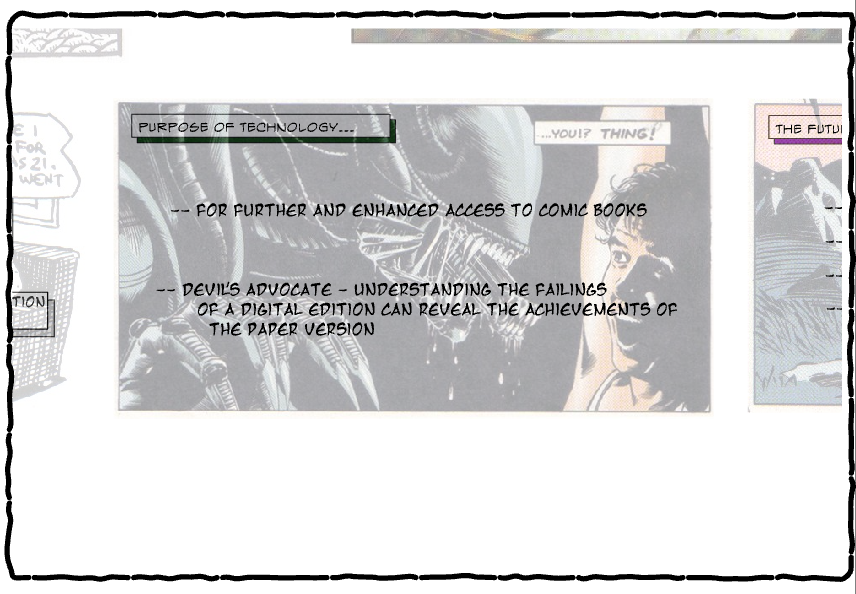 PURPOSE OF TECHNOLOGY...
...YOU!? THING!
THE FUTU
E I
FOR
AS 21.
WENT
-- FOR FURTHER AND ENHANCED ACCESS TO COMIC BOOKS
-- DEVIL'S ADVOCATE - UNDERSTANDING THE FAILINGS
OF A DIGITAL EDITION CAN REVEAL THE ACHIEVEMENTS OF
THE PAPER VERSION
TION